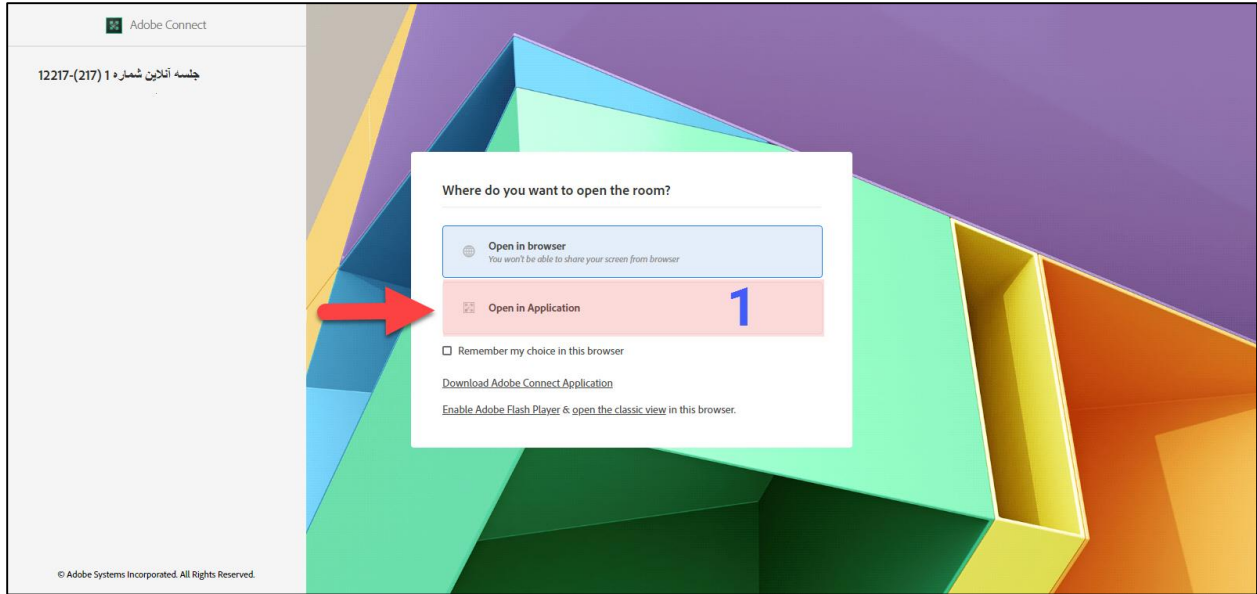 Adobe Connect
جلسه آنلاین شماره 1 (217)-12217
Where do you want to open the room?
Open in browser
You won't be able to share your screen from browser
Open in Application
1
Remember my choice in this browser
Download Adobe Connect Application
Enable Adobe Flash Player & open the classic view in this browser.
© Adobe Systems Incorporated. All Rights Reserved.